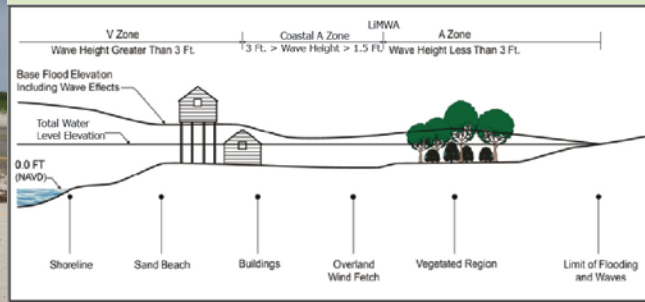 LiMWA
V Zone
Coastal A Zone
A Zone
Wave Height Greater Than 3 Ft.
3 Ft. > Wave Height > 1.5 Ft.
Wave Height Less Than 3 Ft.
Base Flood Elevation
Including Wave Effects
Total Water
Level Elevation
0.0 FT
(NAVD)
Shoreline
Sand Beach
Buildings
Overland
Wind Fetch
Vegetated Region
Limit of Flooding
and Waves